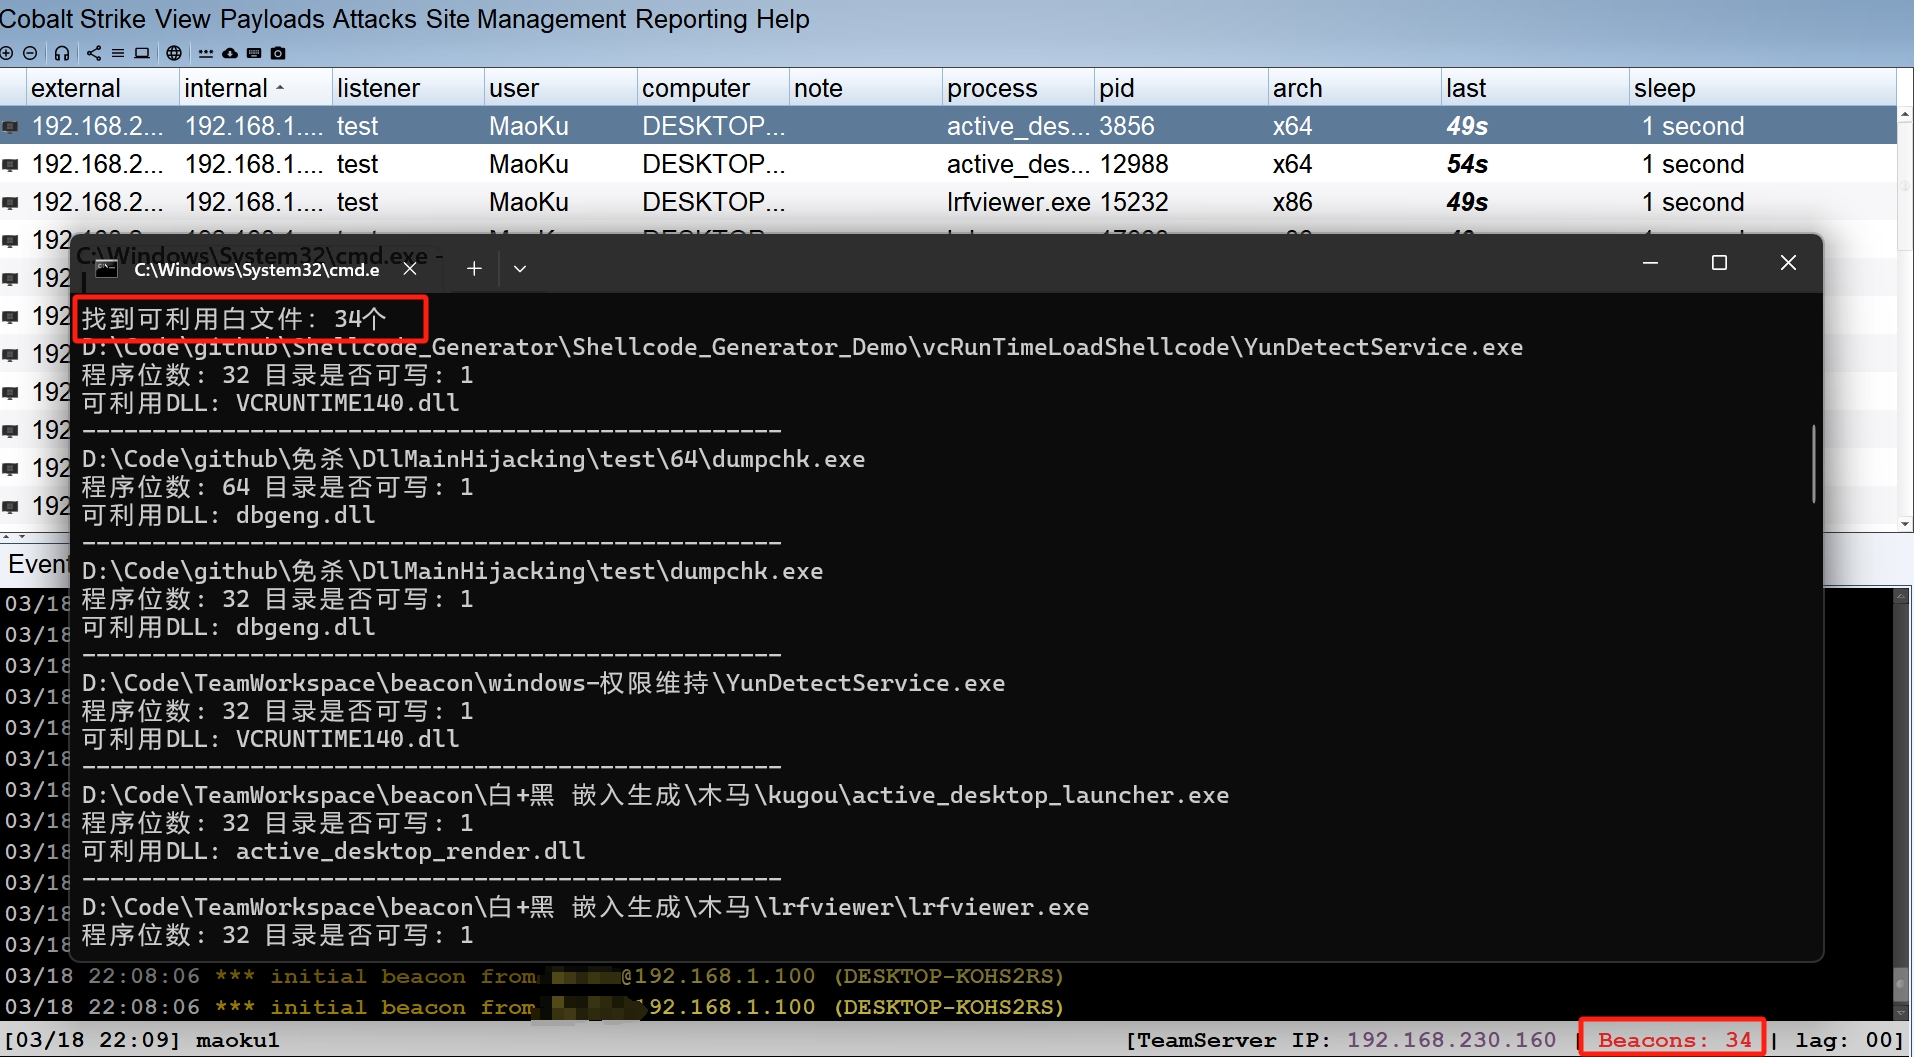 Cobalt Strike View Payloads Attacks Site Management Reporting Help
external internal listener user computer note process pid arch last sleep
192.168.2... 192.168.1.... test MaoKu DESKTOP... active_des... 3856 x64 49s 1 second
192.168.2... 192.168.1.... test MaoKu DESKTOP... active_des... 12988 x64 54s 1 second
192.168.2... 192.168.1.... test MaoKu DESKTOP... lrfviewer.exe 15232 x86 49s 1 second
192
C:\Windows\System32\cmd.exe -
C:\Windows\System32\cmd.e
192
192
192
192
192
192
192
找到可利用白文件: 34个
D:\Code\github\Shellcode_Generator\Shellcode_Generator_Demo\vcRunTimeLoadShellcode\YunDetectService.exe
程序位数: 32 目录是否可写: 1
可利用DLL: VCRUNTIME140.dll
--------------------------------------------------
D:\Code\github\免杀\DllMainHijacking\test\64\dumpchk.exe
程序位数: 64 目录是否可写: 1
可利用DLL: dbgeng.dll
--------------------------------------------------
D:\Code\github\免杀\DllMainHijacking\test\dumpchk.exe
程序位数: 32 目录是否可写: 1
可利用DLL: dbgeng.dll
--------------------------------------------------
D:\Code\TeamWorkspace\beacon\windows-权限维持\YunDetectService.exe
程序位数: 32 目录是否可写: 1
可利用DLL: VCRUNTIME140.dll
--------------------------------------------------
D:\Code\TeamWorkspace\beacon\白+黑 嵌入生成\木马\kugou\active_desktop_launcher.exe
程序位数: 32 目录是否可写: 1
可利用DLL: active_desktop_render.dll
--------------------------------------------------
D:\Code\TeamWorkspace\beacon\白+黑 嵌入生成\木马\lrfviewer\lrfviewer.exe
程序位数: 32 目录是否可写: 1
Event
03/18
03/18
03/18
03/18
03/18
03/18
03/18
03/18
03/18
03/18
03/18
03/18
03/18 22:08:06 *** initial beacon from @192.168.1.100 (DESKTOP-KOHS2RS)
03/18 22:08:06 *** initial beacon from 192.168.1.100 (DESKTOP-KOHS2RS)
[03/18 22:09] maoku1 [TeamServer IP: 192.168.230.160 | Beacons: 34 | lag: 00]